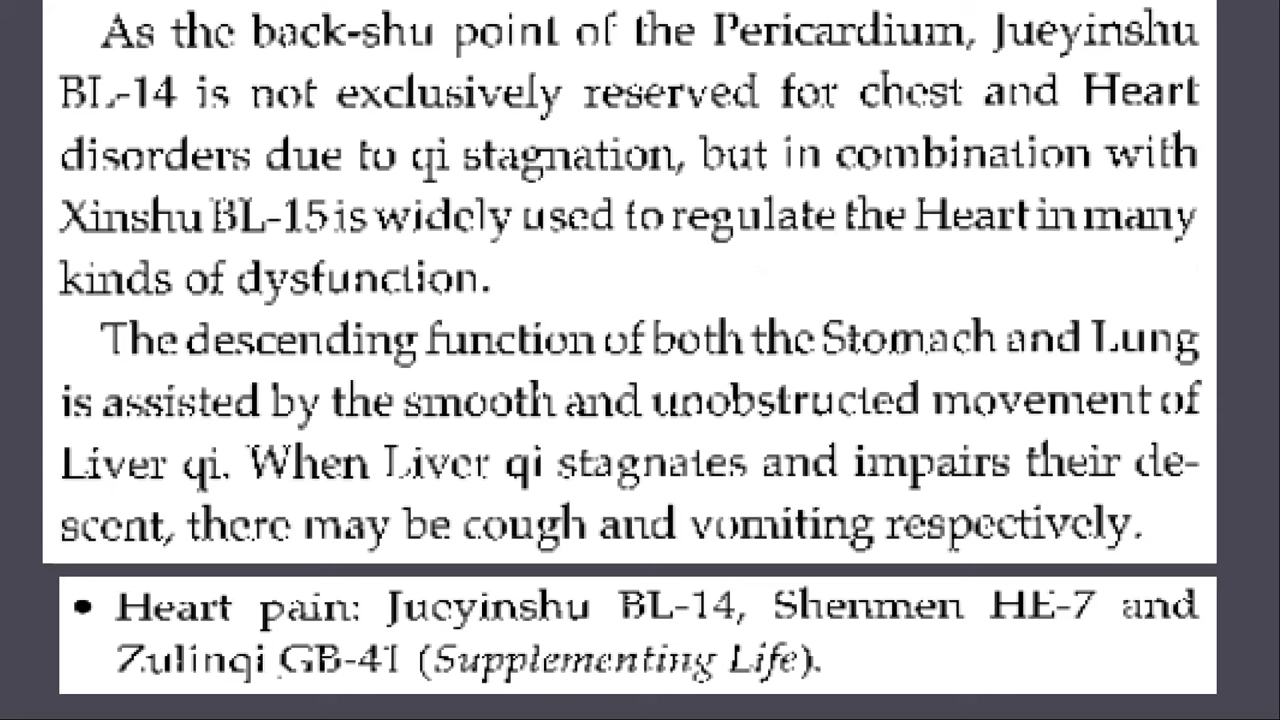 As the back-shu point of the Pericardium, Jueyinshu
BL-14 is not exclusively reserved for chest and Heart
disorders due to qi stagnation, but in combination with
Xinshu BL-15 is widely used to regulate the Heart in many
kinds of dysfunction.
The descending function of both the Stomach and Lung
is assisted by the smooth and unobstructed movement of
Liver qi. When Liver qi stagnates and impairs their de-
scent, there may be cough and vomiting respectively.
• Heart pain: Jueyinshu BL-14, Shenmen HE-7 and
Zulinqi GB-41 (Supplementing Life).